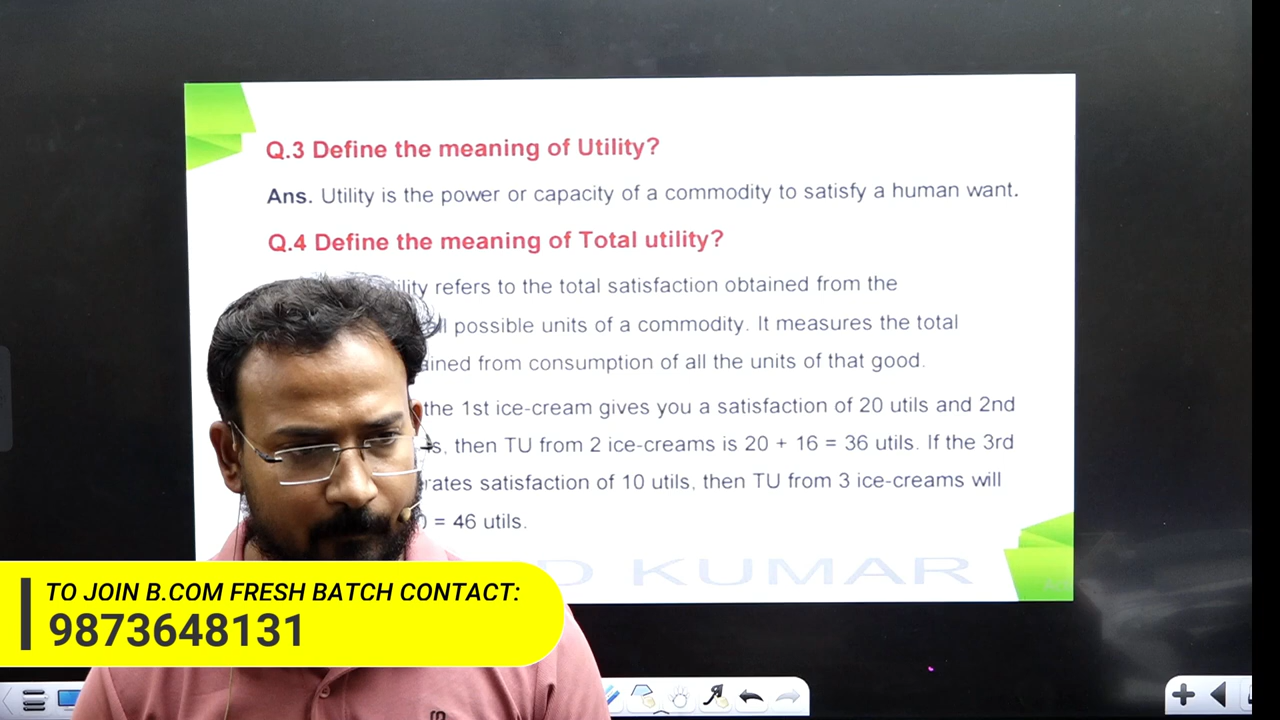 Q.3 Define the meaning of Utility?
Ans. Utility is the power or capacity of a commodity to satisfy a human want.
Q.4 Define the meaning of Total utility?
refers to the total satisfaction obtained from the
possible units of a commodity. It measures the total
from consumption of all the units of that good.
the 1st ice-cream gives you a satisfaction of 20 utils and 2nd
then TU from 2 ice-creams is 20 + 16 = 36 utils. If the 3rd
satisfaction of 10 utils, then TU from 3 ice-creams will
= 46 utils.
KUMAR
TO JOIN B.COM FRESH BATCH CONTACT:
9873648131